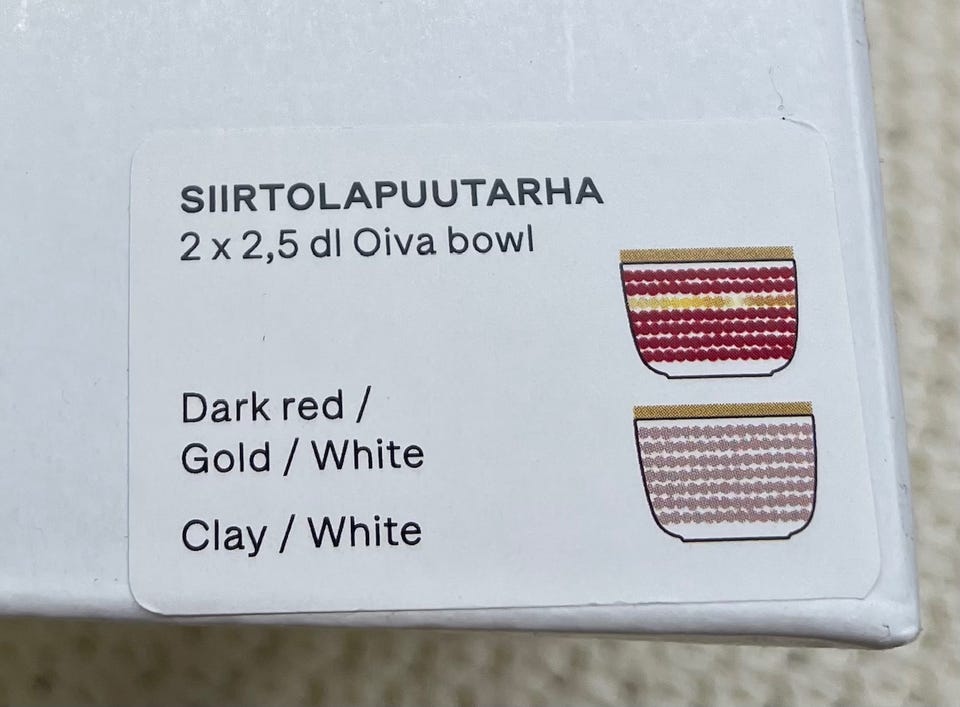 SIIRTOLAPUUTARHA
2 x 2,5 dl Oiva bowl
Dark red /
Gold / White
Clay / White